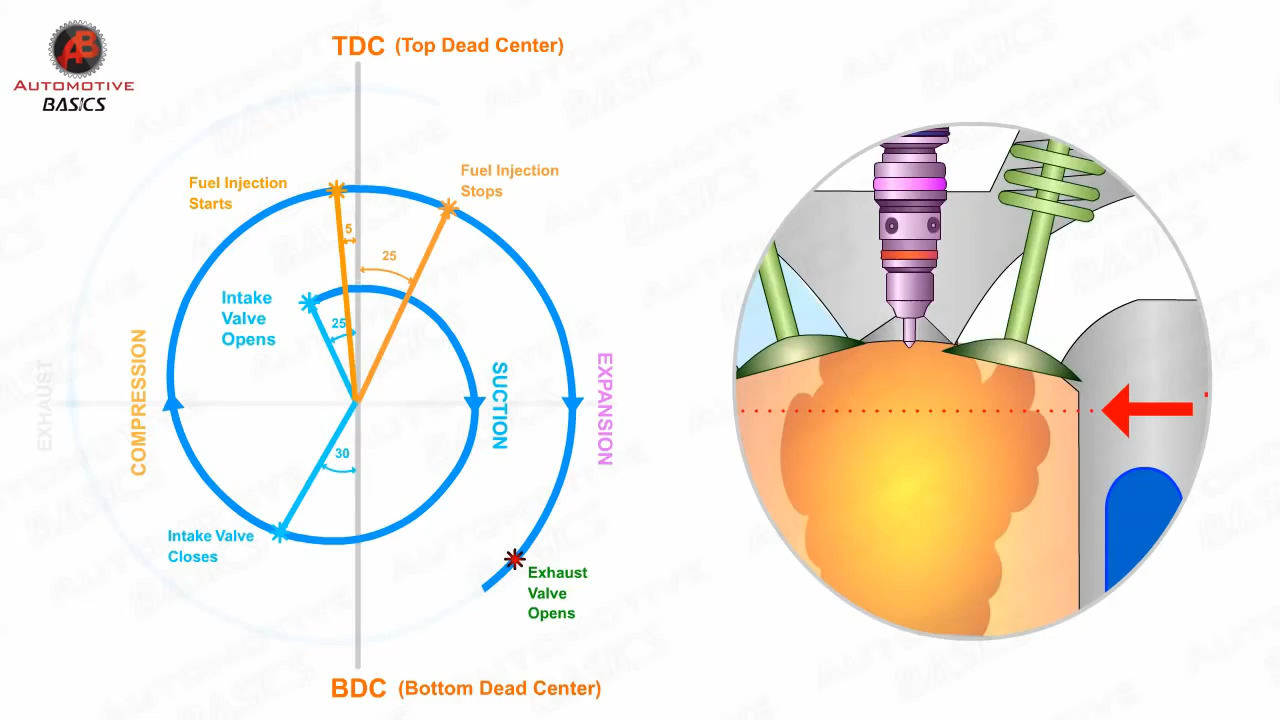 AB
AUTOMOTIVE
BASICS
TDC (Top Dead Center)
Fuel Injection
Starts
Fuel Injection
Stops
5
25
Intake
Valve
Opens
25
EXHAUST
COMPRESSION
SUCTION
EXPANSION
30
Intake Valve
Closes
Exhaust
Valve
Opens
BDC (Bottom Dead Center)